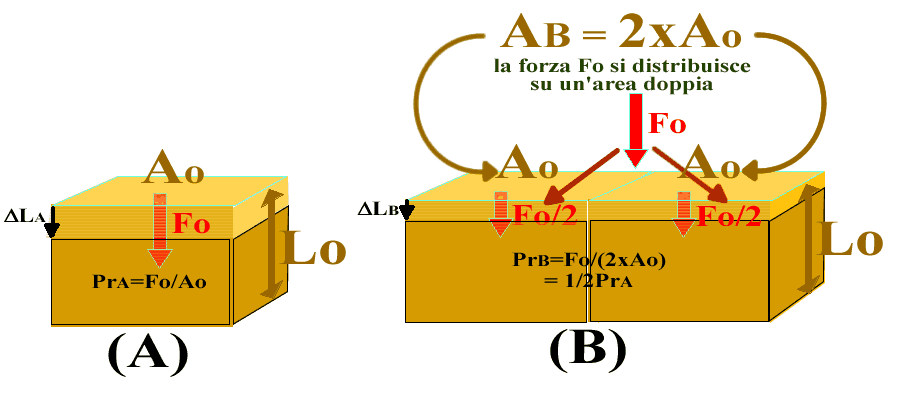 AB = 2xAo
la forza Fo si distribuisce
su un'area doppia
Fo
Ao
Ao
Ao
ΔLA
Fo
Lo
PrA=Fo/Ao
(A)
ΔLB
Fo/2
Fo/2
Lo
PrB=Fo/(2xAo)
= 1/2PrA
(B)